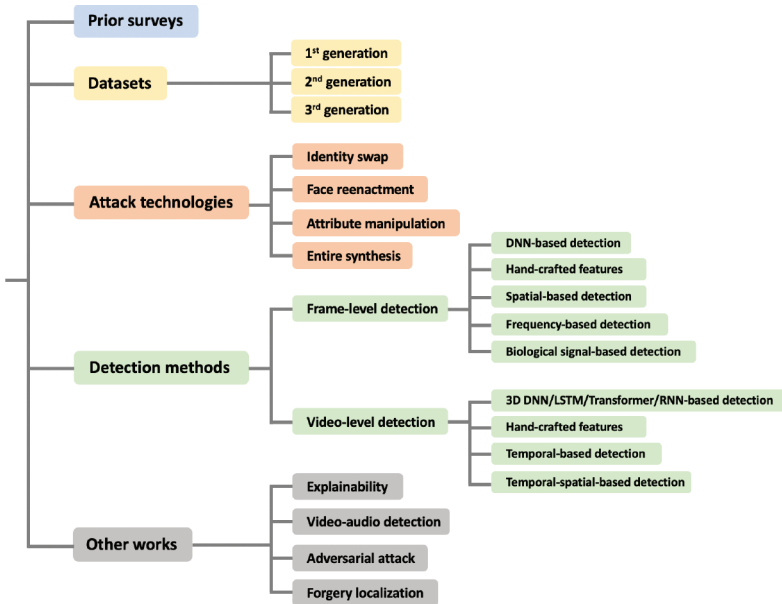 Prior surveys
Datasets
1st generation
2nd generation
3rd generation
Attack technologies
Identity swap
Face reenactment
Attribute manipulation
Entire synthesis
Detection methods
Frame-level detection
DNN-based detection
Hand-crafted features
Spatial-based detection
Frequency-based detection
Biological signal-based detection
Video-level detection
3D DNN/LSTM/Transformer/RNN-based detection
Hand-crafted features
Temporal-based detection
Temporal-spatial-based detection
Other works
Explainability
Video-audio detection
Adversarial attack
Forgery localization